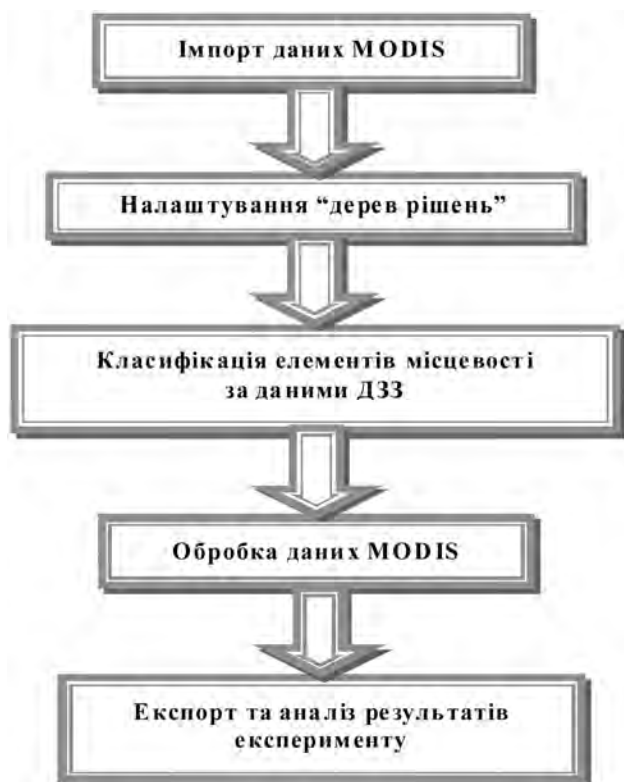 Імпорт даних MODIS
Налаштування “дерев рішень”
Класифікація елементів місцевості
за даними ДЗЗ
Обробка даних MODIS
Експорт та аналіз результатів
експерименту